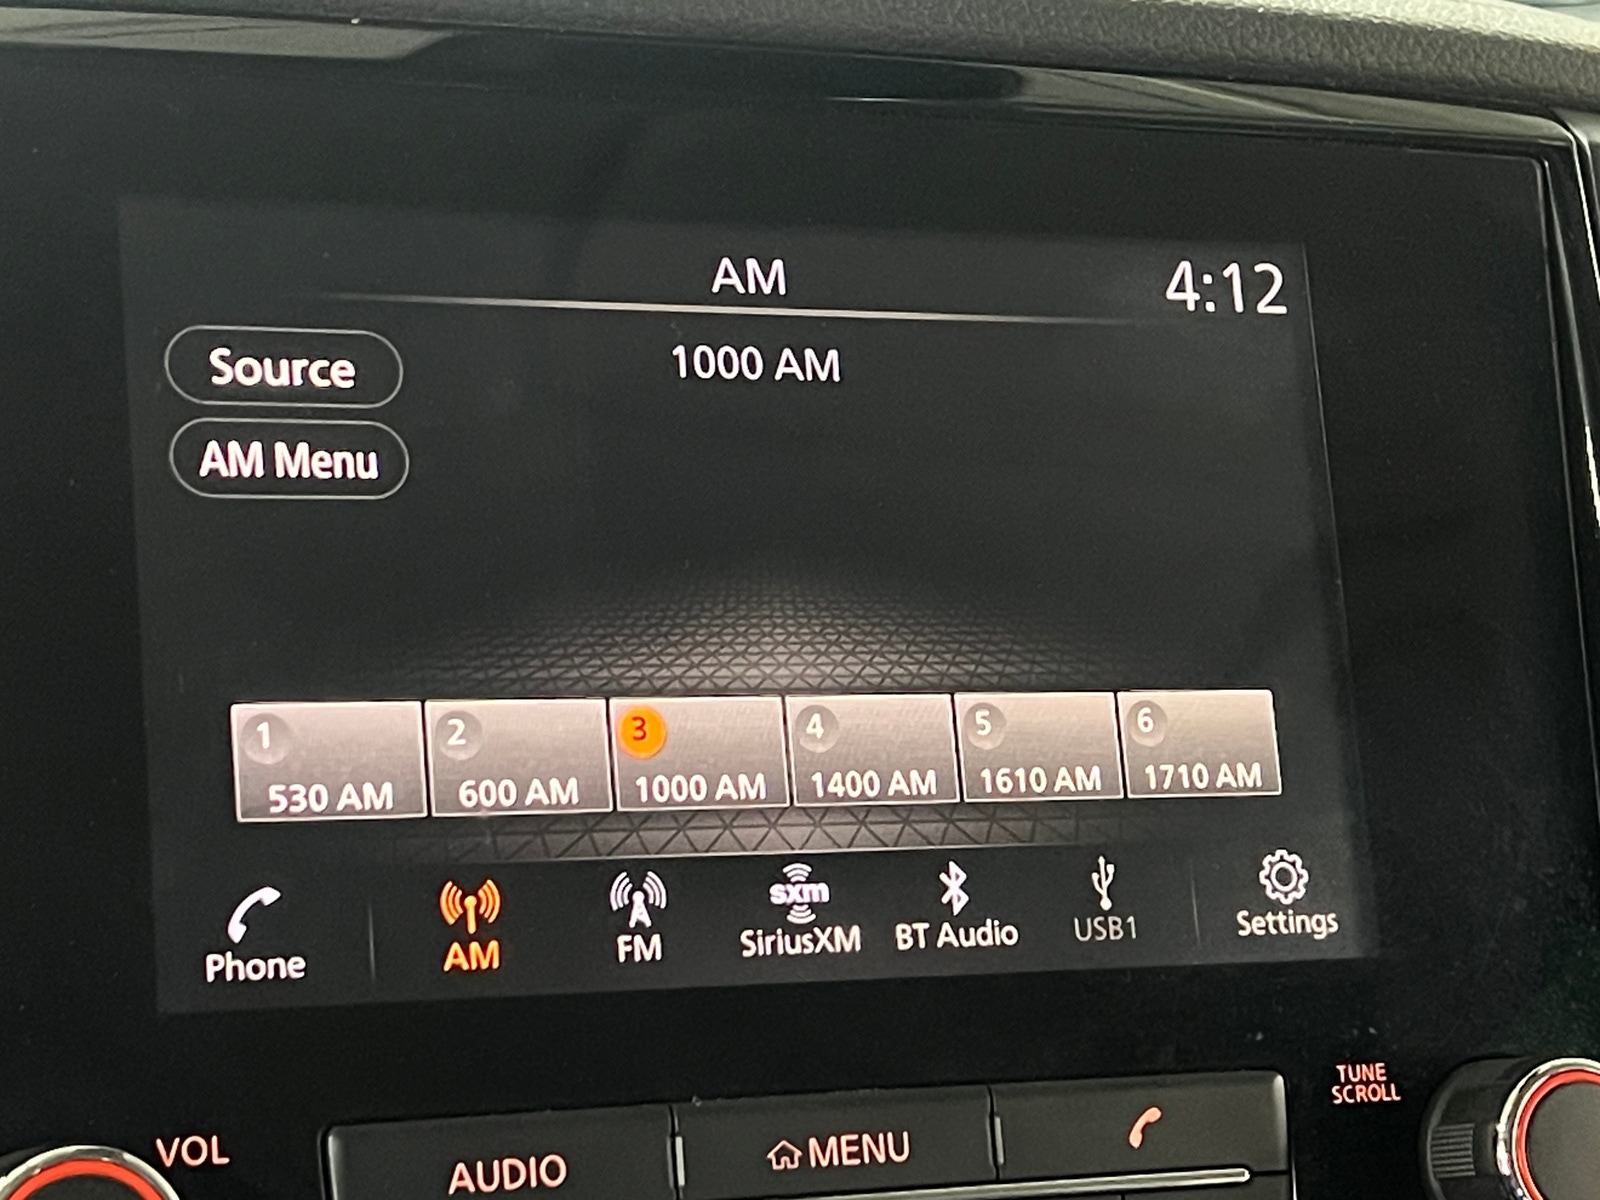 AM
4:12
Source
1000 AM
AM Menu
1 2 3 4 5 6
530 AM 600 AM 1000 AM 1400 AM 1610 AM 1710 AM
sxm
Phone AM FM SiriusXM BT Audio USB1 Settings
TUNE
SCROLL
VOL
AUDIO
MENU